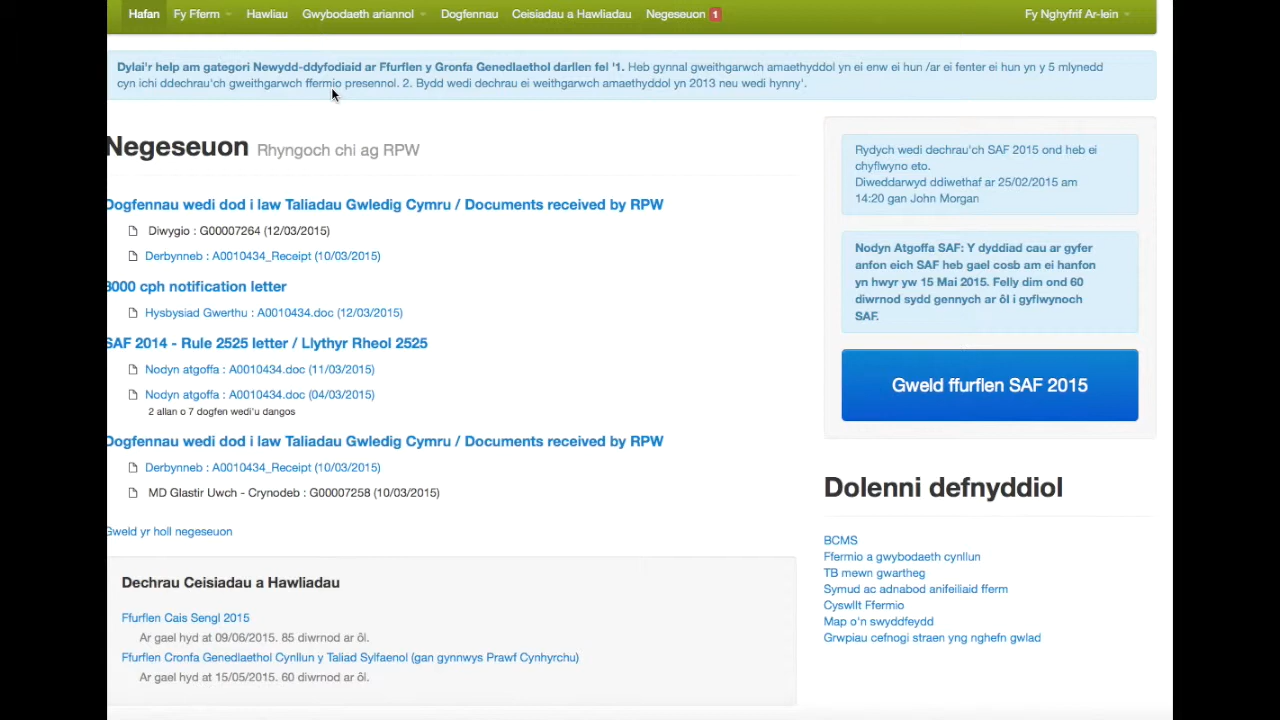 Hafan Fy Fferm Hawliau Gwybodaeth ariannol Dogfennau Ceisiadau a Hawliadau Negeseuon 1 Fy Nghyfrif Ar-lein
Dylai'r help am gategori Newydd-ddyfodiaid ar Ffurflen y Gronfa Genedlaethol darllen fel '1. Heb gynnal gweithgarwch amaethyddol yn ei enw ei hun /ar ei fenter ei hun yn y 5 mlynedd
cyn ichi ddechrau'ch gweithgarwch ffermio presennol. 2. Bydd wedi dechrau ei weithgarwch amaethyddol yn 2013 neu wedi hynny'.
Negeseuon Rhyngoch chi ag RPW
Dogfennau wedi dod i law Taliadau Gwledig Cymru / Documents received by RPW
Diwygio : G00007264 (12/03/2015)
Derbynneb : A0010434_Receipt (10/03/2015)
8000 cph notification letter
Hysbysiad Gwerthu : A0010434.doc (12/03/2015)
SAF 2014 - Rule 2525 letter / Llythyr Rheol 2525
Nodyn atgoffa : A0010434.doc (11/03/2015)
Nodyn atgoffa : A0010434.doc (04/03/2015)
2 allan o 7 dogfen wedi'u dangos
Dogfennau wedi dod i law Taliadau Gwledig Cymru / Documents received by RPW
Derbynneb : A0010434_Receipt (10/03/2015)
MD Glastir Uwch - Crynodeb : G00007258 (10/03/2015)
Gweld yr holl negeseuon
Dechrau Ceisiadau a Hawliadau
Ffurflen Cais Sengl 2015
Ar gael hyd at 09/06/2015. 85 diwrnod ar ôl.
Ffurflen Cronfa Genedlaethol Cynllun y Taliad Sylfaenol (gan gynnwys Prawf Cynhyrchu)
Ar gael hyd at 15/05/2015. 60 diwrnod ar ôl.
Rydych wedi dechrau'ch SAF 2015 ond heb ei
chyflwyno eto.
Diweddarwyd ddiwethaf ar 25/02/2015 am
14:20 gan John Morgan
Nodyn Atgoffa SAF: Y dyddiad cau ar gyfer
anfon eich SAF heb gael cosb am ei hanfon
yn hwyr yw 15 Mai 2015. Felly dim ond 60
diwrnod sydd gennych ar ôl i gyflwynoch
SAF.
Gweld ffurflen SAF 2015
Dolenni defnyddiol
BCMS
Ffermio a gwybodaeth cynllun
TB mewn gwartheg
Symud ac adnabod anifeiliaid fferm
Cyswllt Ffermio
Map o'n swyddfeydd
Grwpiau cefnogi straen yng nghefn gwlad